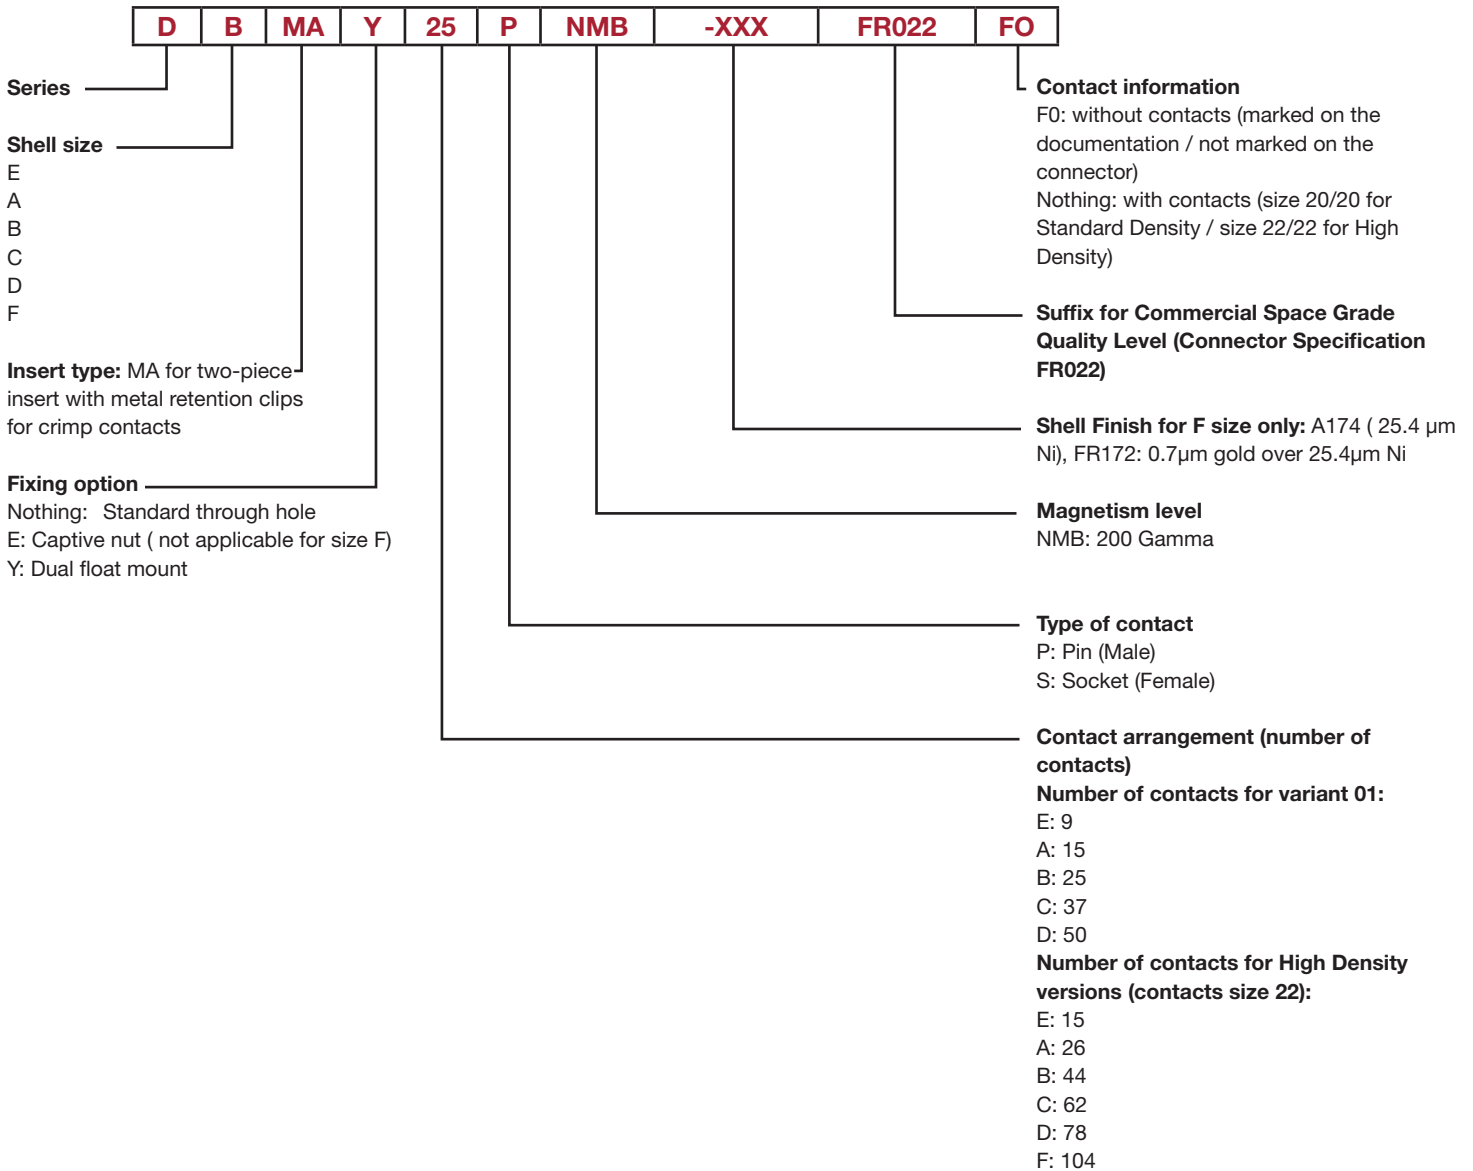 D B MA Y 25 P NMB -XXX FR022 FO
Series
Shell size
E
A
B
C
D
F
Insert type: MA for two-piece
insert with metal retention clips
for crimp contacts
Fixing option
Nothing: Standard through hole
E: Captive nut ( not applicable for size F)
Y: Dual float mount
Contact information
F0: without contacts (marked on the
documentation / not marked on the
connector)
Nothing: with contacts (size 20/20 for
Standard Density / size 22/22 for High
Density)
Suffix for Commercial Space Grade
Quality Level (Connector Specification
FR022)
Shell Finish for F size only: A174 ( 25.4 µm
Ni), FR172: 0.7µm gold over 25.4µm Ni
Magnetism level
NMB: 200 Gamma
Type of contact
P: Pin (Male)
S: Socket (Female)
Contact arrangement (number of
contacts)
Number of contacts for variant 01:
E: 9
A: 15
B: 25
C: 37
D: 50
Number of contacts for High Density
versions (contacts size 22):
E: 15
A: 26
B: 44
C: 62
D: 78
F: 104